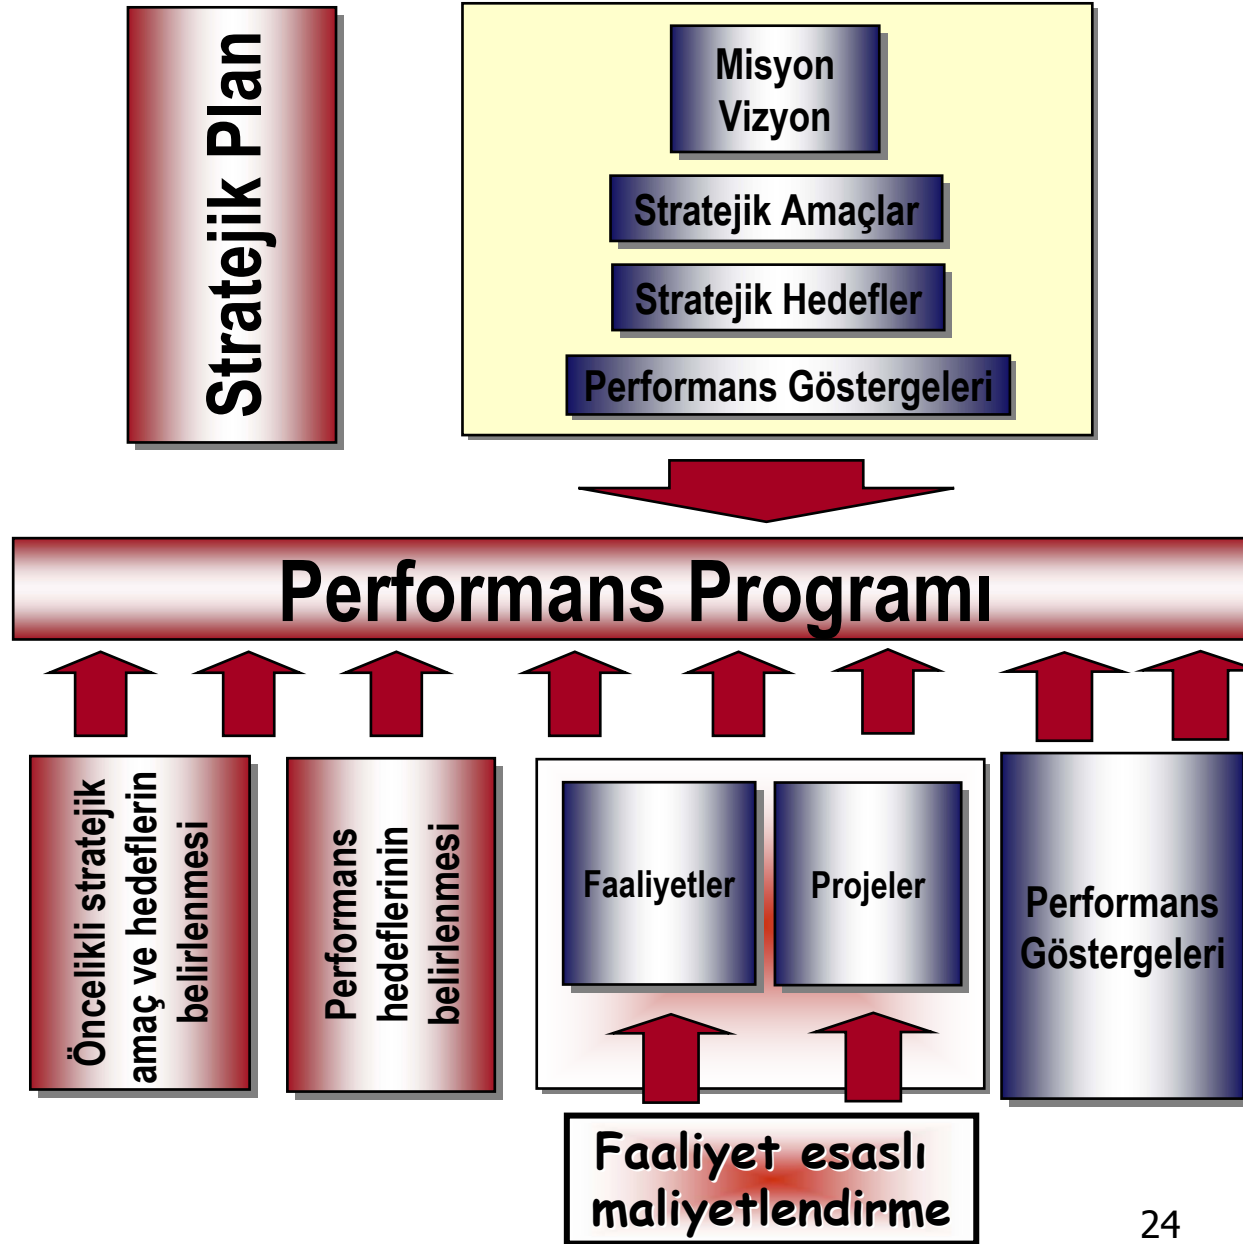 Stratejik Plan
Misyon
Vizyon
Stratejik Amaçlar
Stratejik Hedefler
Performans Göstergeleri
Performans Programı
Öncelikli stratejik
amaç ve hedeflerin
belirlenmesi
Performans
hedeflerinin
belirlenmesi
Faaliyetler
Projeler
Performans
Göstergeleri
Faaliyet esaslı
maliyetlendirme
24